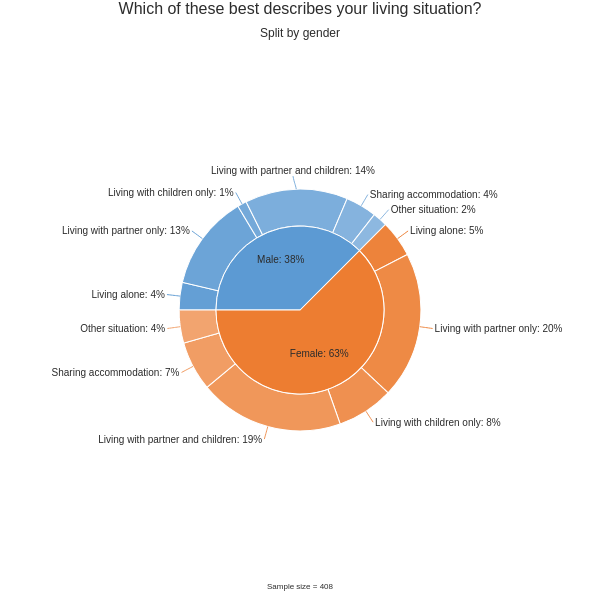 Which of these best describes your living situation?
Split by gender
Living with partner and children: 14%
Living with children only: 1%
Sharing accommodation: 4%
Other situation: 2%
Living with partner only: 13%
Living alone: 5%
Male: 38%
Living alone: 4%
Other situation: 4%
Living with partner only: 20%
Female: 63%
Sharing accommodation: 7%
Living with children only: 8%
Living with partner and children: 19%
Sample size = 408